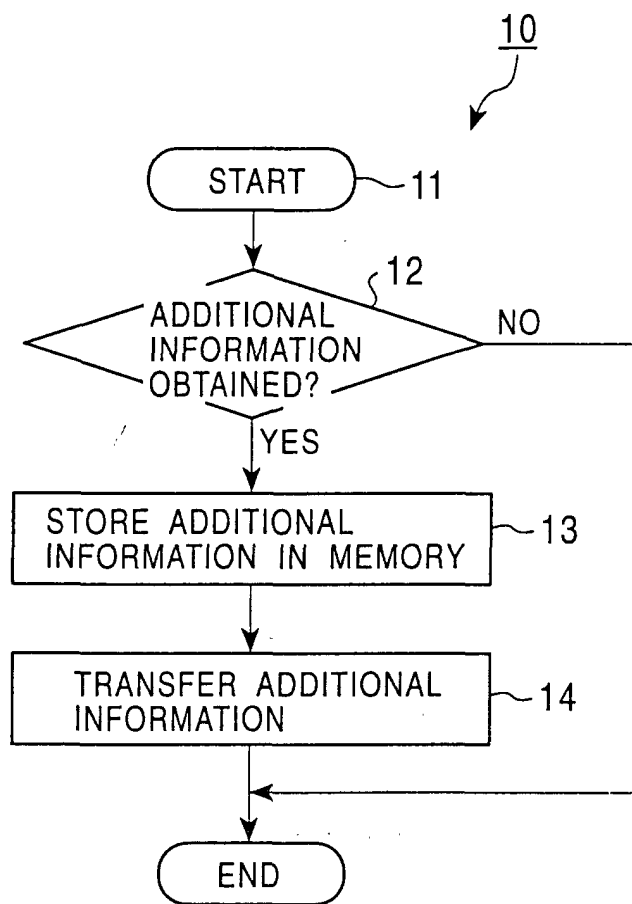 10
START
11
12
ADDITIONAL
INFORMATION
OBTAINED?
NO
YES
STORE ADDITIONAL
INFORMATION IN MEMORY
13
TRANSFER ADDITIONAL
INFORMATION
14
END